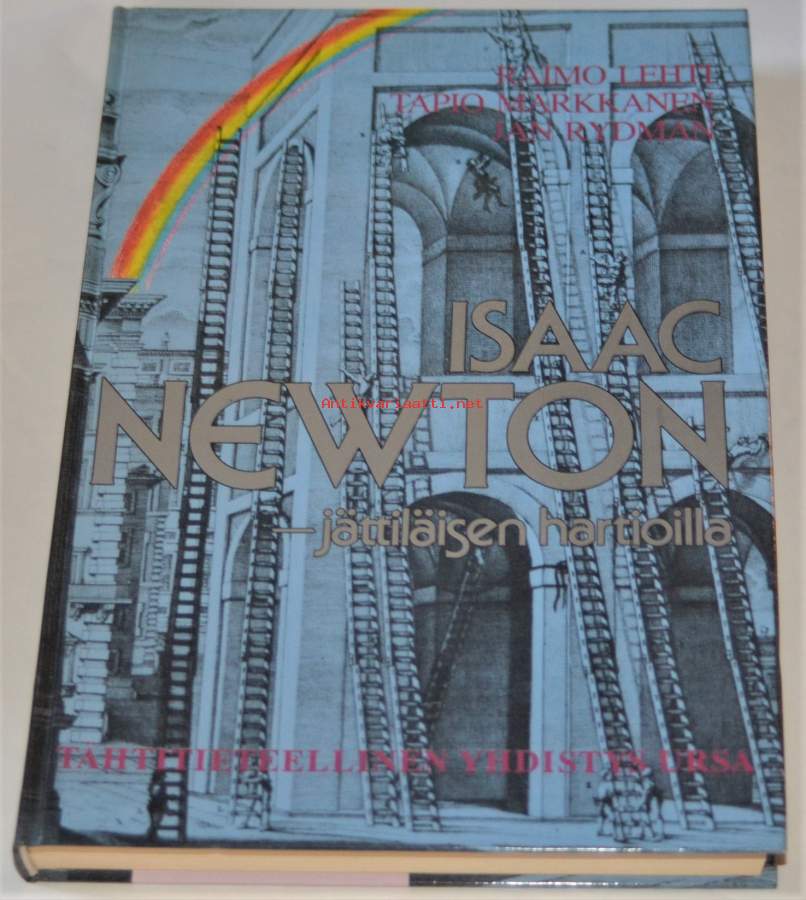 RAIMO LEHTI
TAPIO MARKKANEN
JAN RYDMAN
ISAAC
NEWTON
Antikvariaatti.net
– jättiläisen hartioilla
TÄHTITIETEELLINEN YHDISTYS URSA